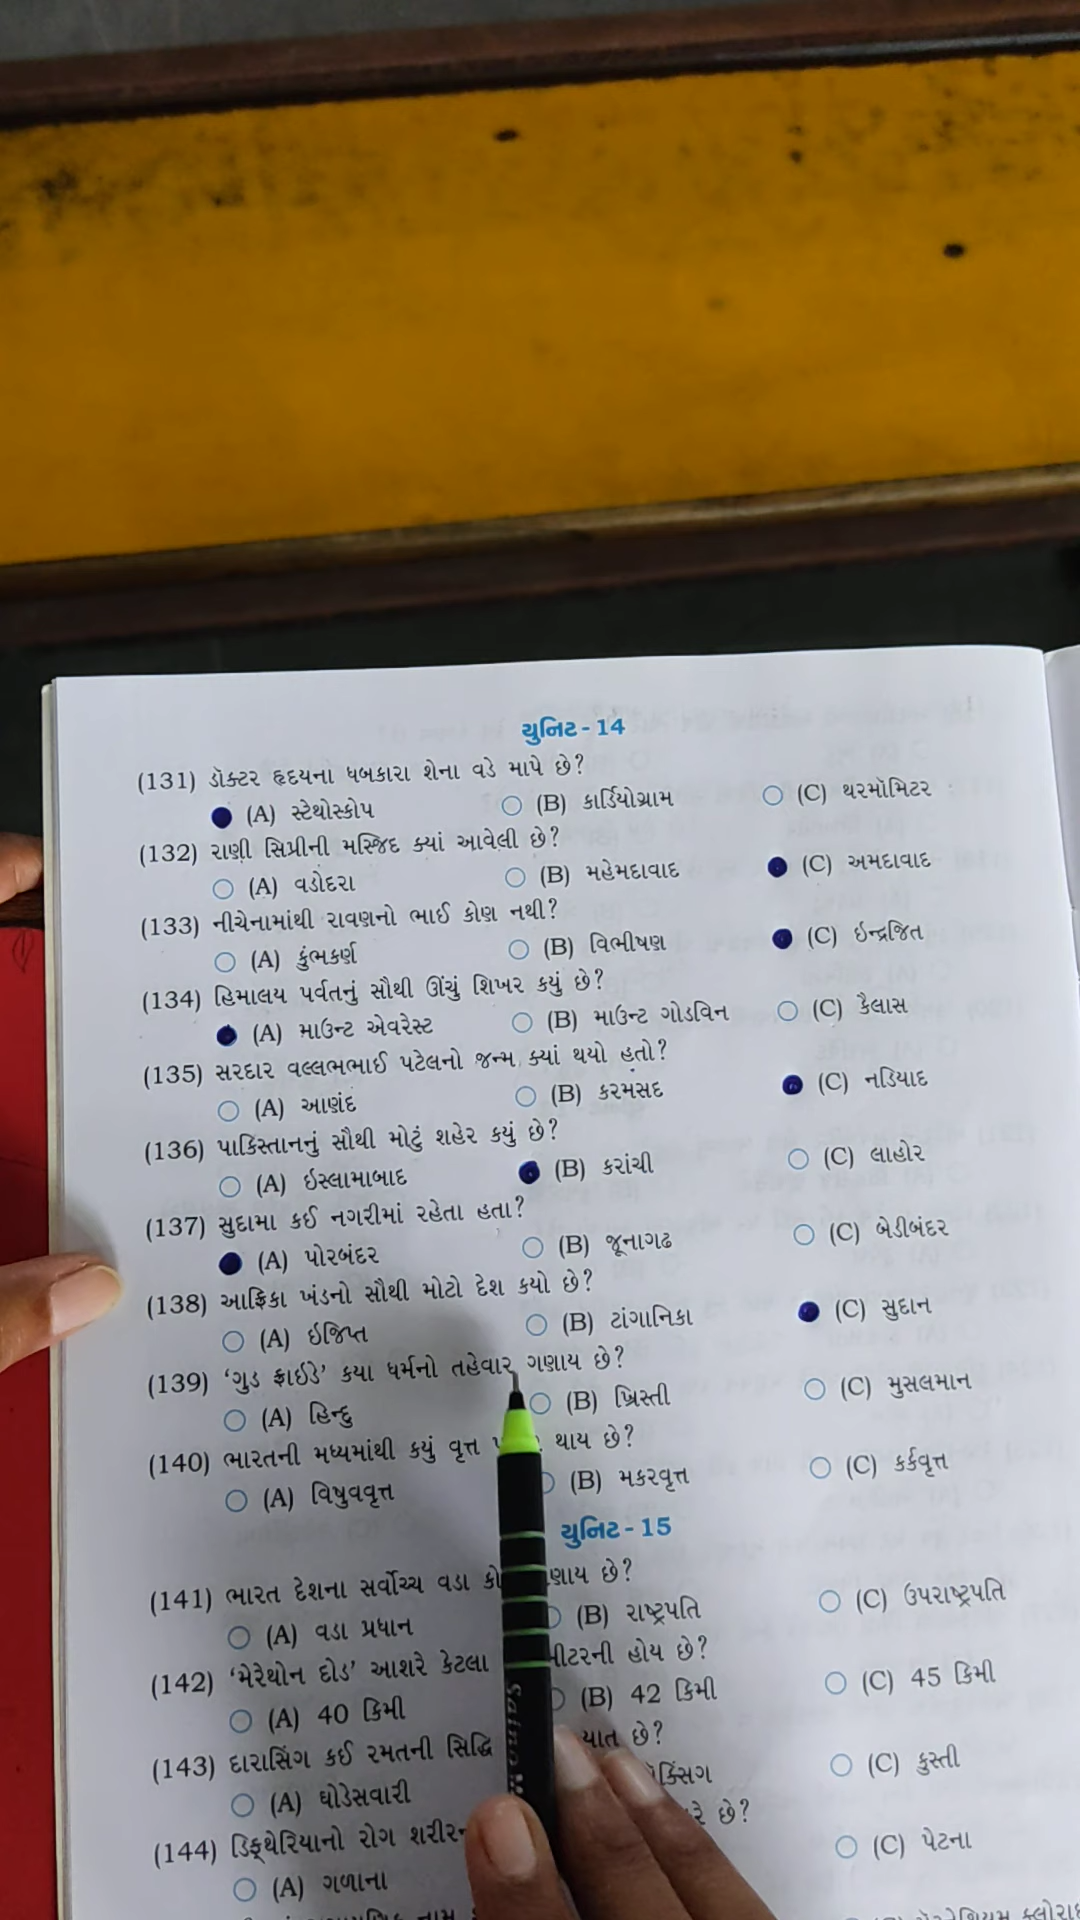 યુનિટ - 14
(131) ડૉક્ટર હૃદયના ધબકારા શેના વડે માપે છે?
(A) સ્ટેથોસ્કોપ (B) કાર્ડિયોગ્રામ (C) થરમૉમિટર
(132) રાણી સિપ્રીની મસ્જિદ ક્યાં આવેલી છે?
(A) વડોદરા (B) મહેમદાવાદ (C) અમદાવાદ
(133) નીચેનામાંથી રાવણનો ભાઈ કોણ નથી?
(A) કુંભકર્ણ (B) વિભીષણ (C) ઇન્દ્રજિત
(134) હિમાલય પર્વતનું સૌથી ઊંચું શિખર કયું છે?
(A) માઉન્ટ એવરેસ્ટ (B) માઉન્ટ ગોડવિન (C) કૈલાસ
(135) સરદાર વલ્લભભાઈ પટેલનો જન્મ ક્યાં થયો હતો?
(A) આણંદ (B) કરમસદ (C) નડિયાદ
(136) પાકિસ્તાનનું સૌથી મોટું શહેર કયું છે?
(A) ઇસ્લામાબાદ (B) કરાંચી (C) લાહોર
(137) સુદામા કઈ નગરીમાં રહેતા હતા?
(A) પોરબંદર (B) જૂનાગઢ (C) બેડીબંદર
(138) આફ્રિકા ખંડનો સૌથી મોટો દેશ કયો છે?
(A) ઇજિપ્ત (B) ટાંગાનિકા (C) સુદાન
(139) ‘ગુડ ફ્રાઈડે’ કયા ધર્મનો તહેવાર ગણાય છે?
(A) હિન્દુ (B) ખ્રિસ્તી (C) મુસલમાન
(140) ભારતની મધ્યમાંથી કયું વૃત્ત થાય છે?
(A) વિષુવવૃત્ત (B) મકરવૃત્ત (C) કર્કવૃત્ત
યુનિટ - 15
(141) ભારત દેશના સર્વોચ્ચ વડા છે?
(A) વડા પ્રધાન (B) રાષ્ટ્રપતિ (C) ઉપરાષ્ટ્રપતિ
(142) ‘મેરેથોન દોડ’ આશરે કેટલા હોય છે?
(A) 40 કિમી (B) 42 કિમી (C) 45 કિમી
(143) દારાસિંગ કઈ રમતની સિદ્ધિ છે?
(A) ઘોડેસવારી (C) કુસ્તી
(144) ડિફ્થેરિયાનો રોગ છે?
(A) ગળાના (C) પેટના